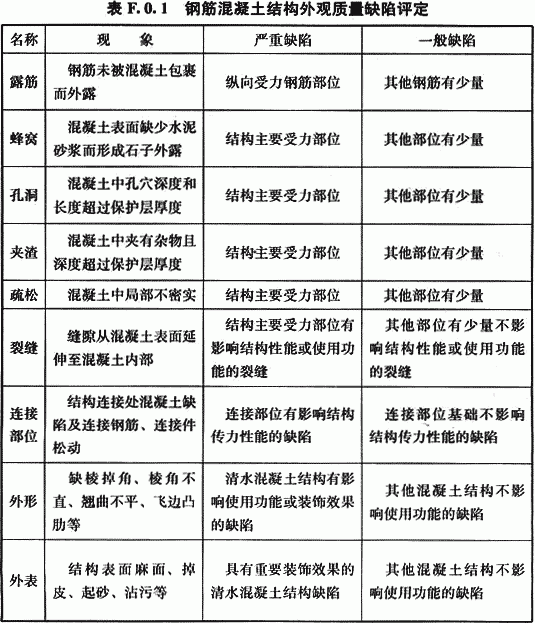 表 F.0.1 钢筋混凝土结构外观质量缺陷评定
名称 现象 严重缺陷 一般缺陷
露筋 钢筋未被混凝土包裹而外露 纵向受力钢筋部位 其他钢筋有少量
蜂窝 混凝土表面缺少水泥砂浆而形成石子外露 结构主要受力部位 其他部位有少量
孔洞 混凝土中孔穴深度和长度超过保护层厚度 结构主要受力部位 其他部位有少量
夹渣 混凝土中夹有杂物且深度超过保护层厚度 结构主要受力部位 其他部位有少量
疏松 混凝土中局部不密实 结构主要受力部位 其他部位有少量
裂缝 缝隙从混凝土表面延伸至混凝土内部 结构主要受力部位有影响结构性能或使用功能的裂缝 其他部位有少量不影响结构性能或使用功能的裂缝
连接部位 结构连接处混凝土缺陷及连接钢筋、连接件松动 连接部位有影响结构传力性能的缺陷 连接部位基础不影响结构传力性能的缺陷
外形 缺棱掉角、棱角不直、翘曲不平、飞边凸肋等 清水混凝土结构有影响使用功能或装饰效果的缺陷 其他混凝土结构不影响使用功能的缺陷
外表 结构表面麻面、掉皮、起砂、沾污等 具有重要装饰效果的清水混凝土结构缺陷 其他混凝土结构不影响使用功能的缺陷